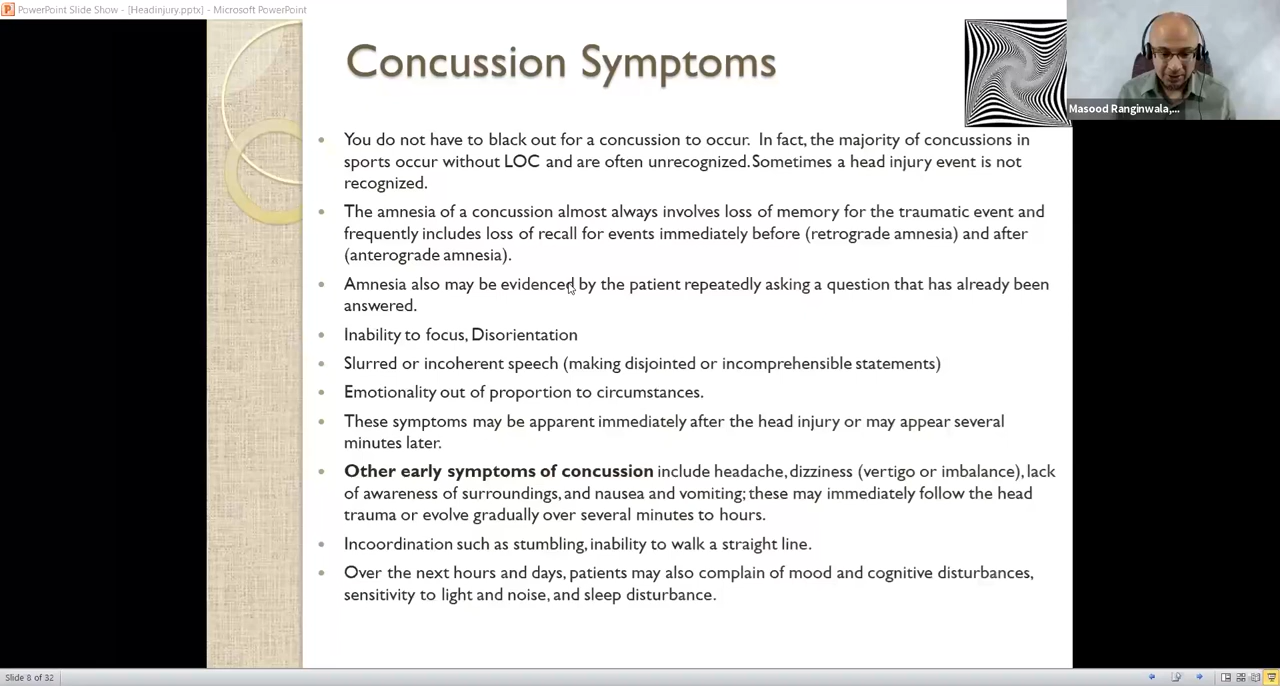 PowerPoint Slide Show - [Headinjury.pptx] - Microsoft PowerPoint
Concussion Symptoms
Masood Ranginwala,...
• You do not have to black out for a concussion to occur.  In fact, the majority of concussions in
sports occur without LOC and are often unrecognized. Sometimes a head injury event is not
recognized.
• The amnesia of a concussion almost always involves loss of memory for the traumatic event and
frequently includes loss of recall for events immediately before (retrograde amnesia) and after
(anterograde amnesia).
• Amnesia also may be evidenced by the patient repeatedly asking a question that has already been
answered.
• Inability to focus, Disorientation
• Slurred or incoherent speech (making disjointed or incomprehensible statements)
• Emotionality out of proportion to circumstances.
• These symptoms may be apparent immediately after the head injury or may appear several
minutes later.
• Other early symptoms of concussion include headache, dizziness (vertigo or imbalance), lack
of awareness of surroundings, and nausea and vomiting; these may immediately follow the head
trauma or evolve gradually over several minutes to hours.
• Incoordination such as stumbling, inability to walk a straight line.
• Over the next hours and days, patients may also complain of mood and cognitive disturbances,
sensitivity to light and noise, and sleep disturbance.
Slide 8 of 32